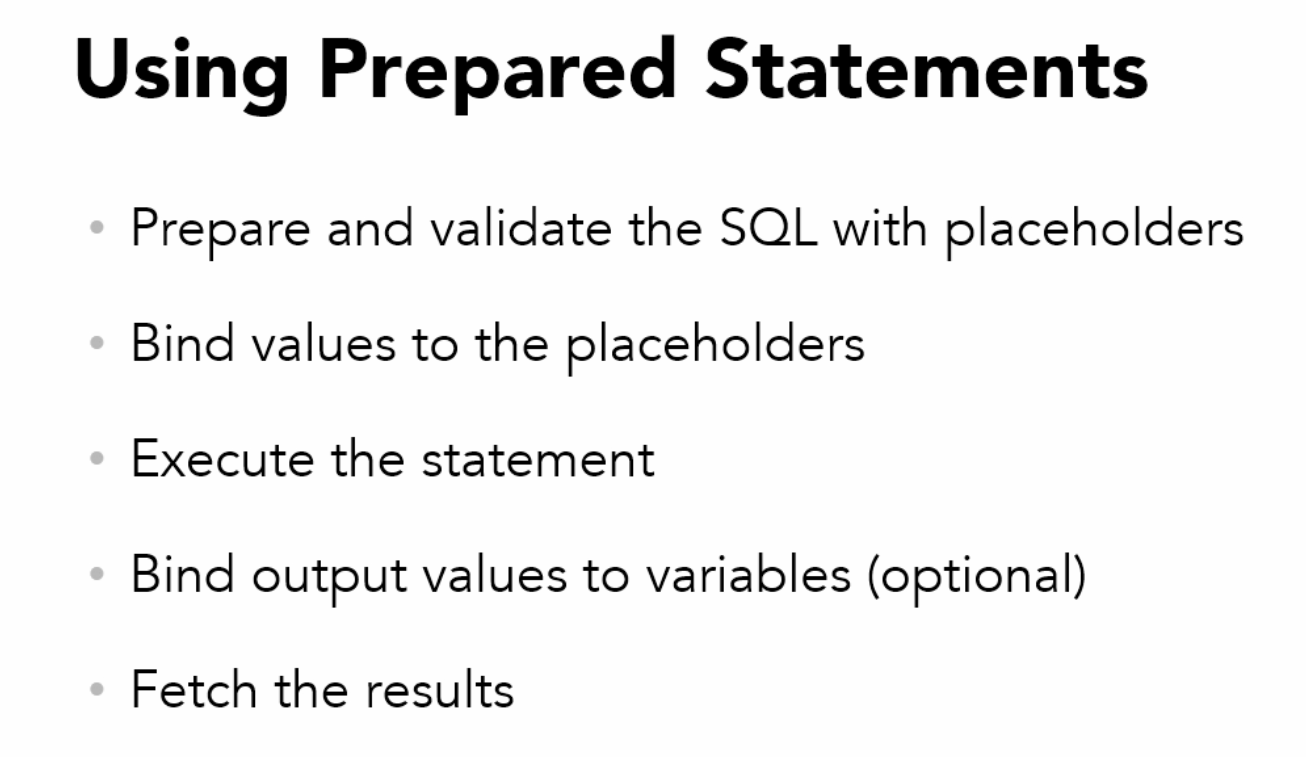 Using Prepared Statements
• Prepare and validate the SQL with placeholders
• Bind values to the placeholders
• Execute the statement
• Bind output values to variables (optional)
• Fetch the results